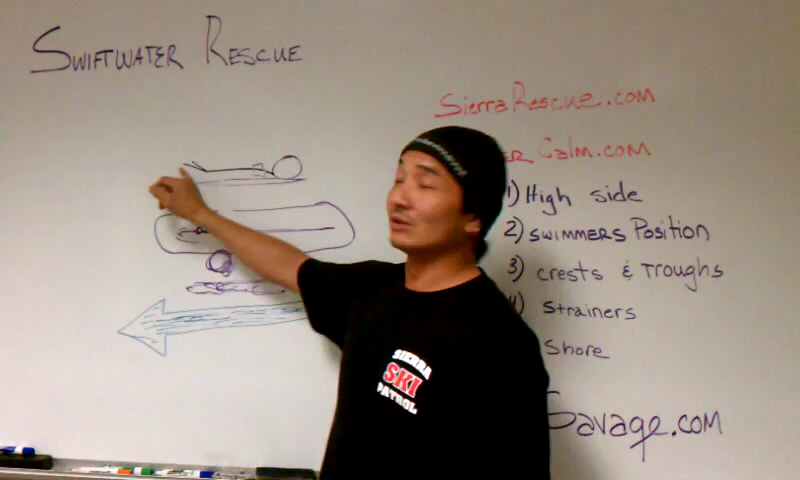 SWIFTWATER RESCUE
SierraRescue.com
Calm.com
1) High side
2) SWIMMERS POSITION
3) CRESTS & TROUGHS
4) STRAINERS
SHORE
Savage.com
SIERRA
SKI
PATROL